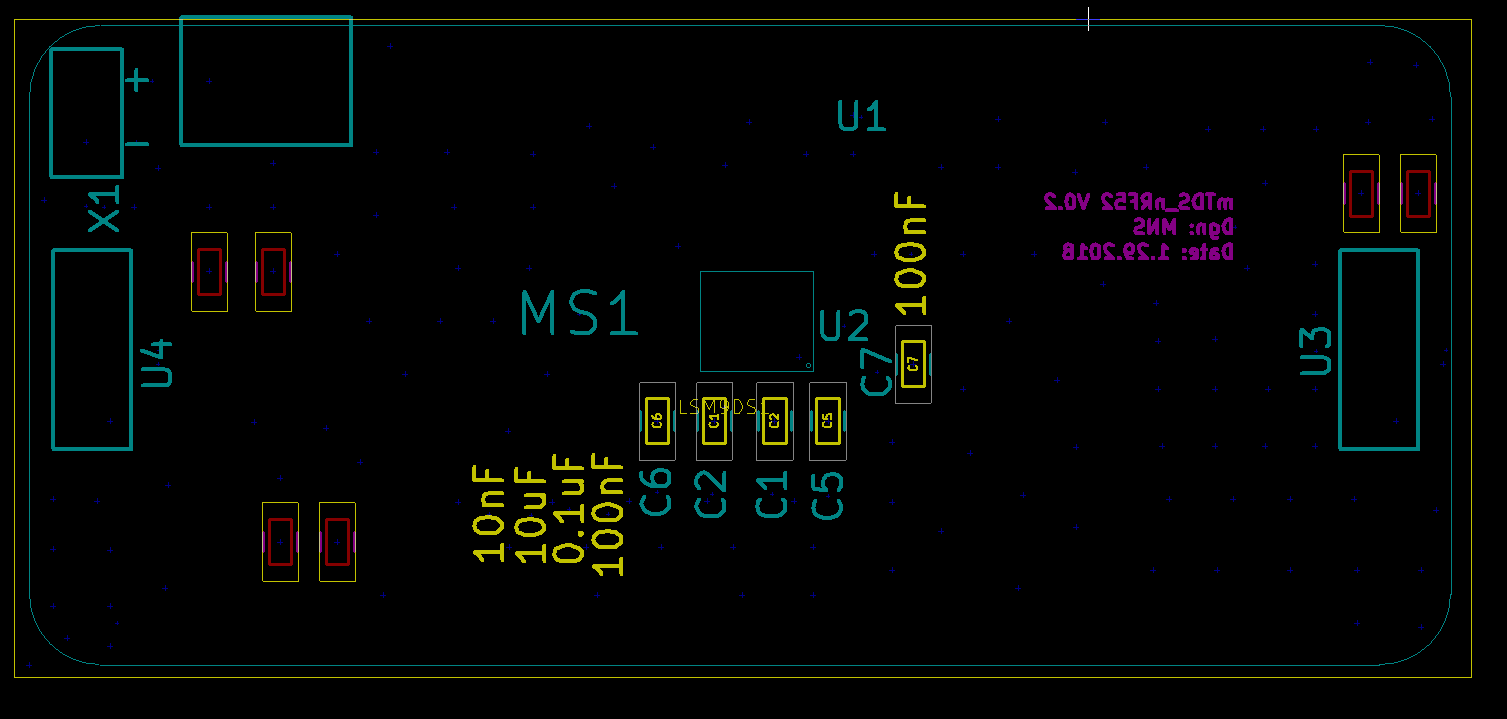 +
U1
−
X1
100nF
mTDS_nRF52 V0.2
Dgn: MNS
Date: 1.29.2018
MS1
U2
U4
U3
C7
C7
LSM9DS1
C6
C1
C2
C5
C6
C2
C1
C5
10nF
10uF
0.1uF
100nF